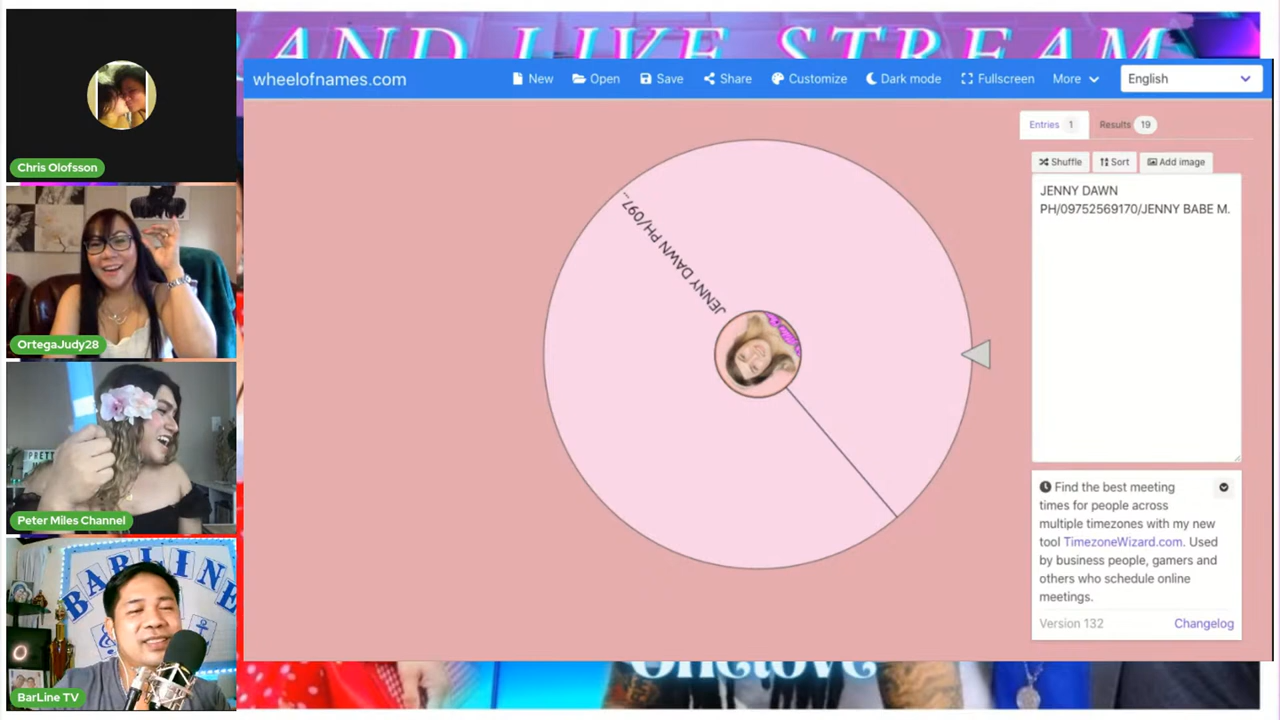 AND LIVE STREAM
wheelofnames.com
New
Open
Save
Share
Customize
Dark mode
Fullscreen
More
English
Entries 1
Results 19
Shuffle
Sort
Add image
JENNY DAWN
PH/09752569170/JENNY BABE M.
JENNY DAWN PH/097...
Find the best meeting
times for people across
multiple timezones with my new
tool TimezoneWizard.com. Used
by business people, gamers and
others who schedule online
meetings.
Version 132
Changelog
Chris Olofsson
OrtegaJudy28
Peter Miles Channel
BARLINE
BarLine TV
Onelove